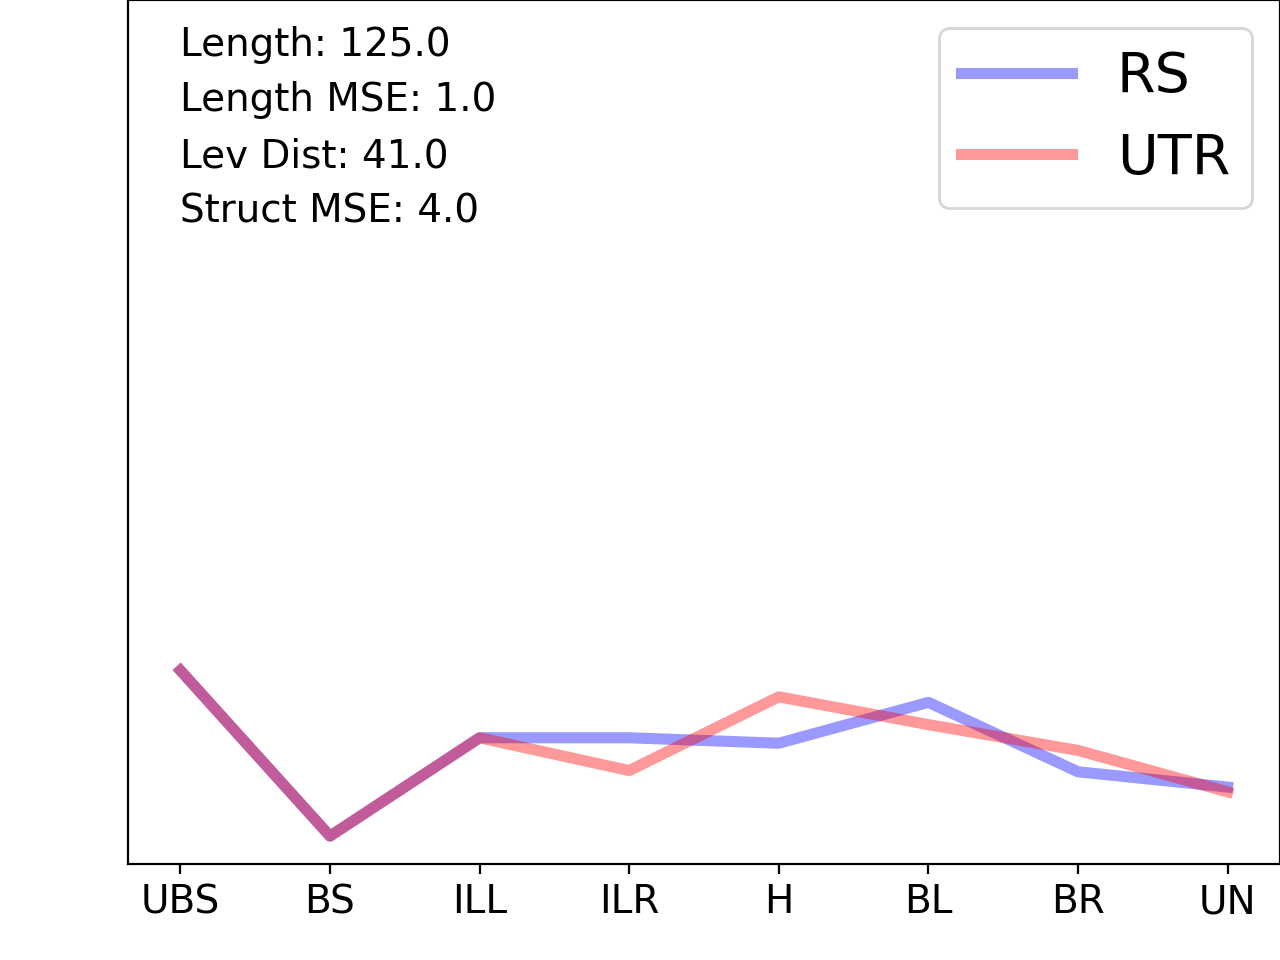 Length: 125.0
Length MSE: 1.0
Lev Dist: 41.0
Struct MSE: 4.0
RS
UTR
UBS BS ILL ILR H BL BR UN